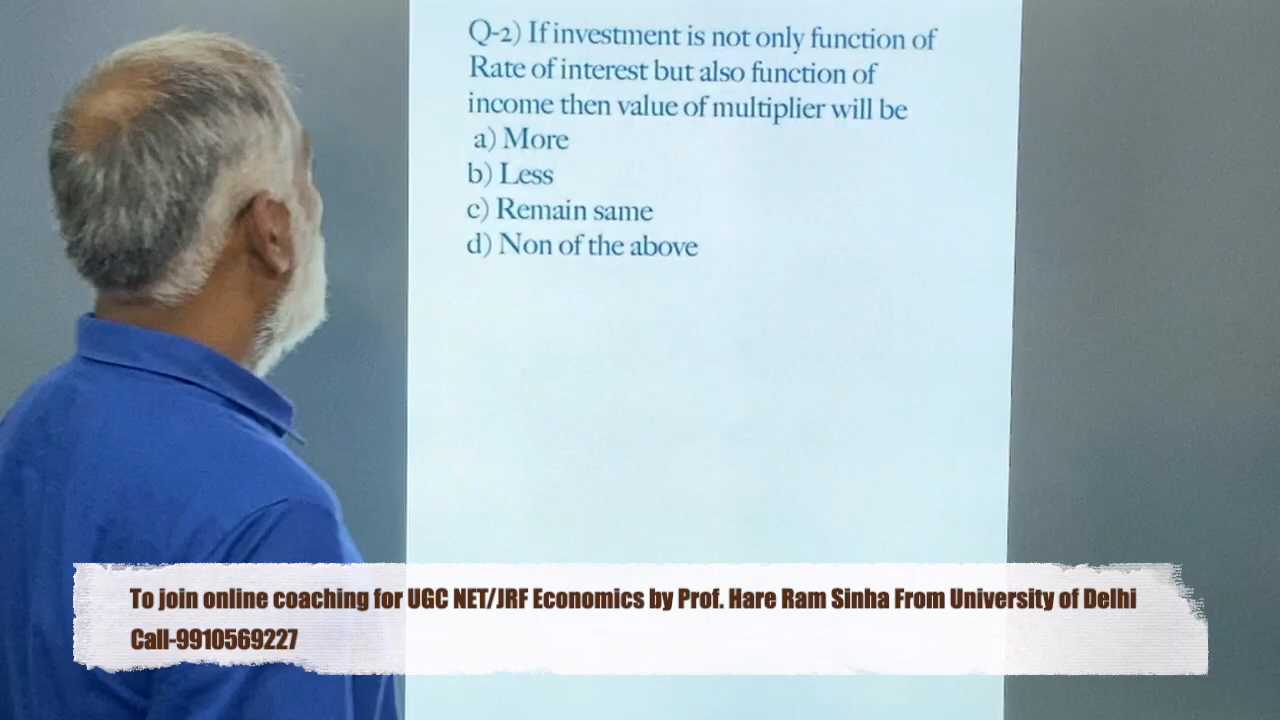 Q-2) If investment is not only function of
Rate of interest but also function of
income then value of multiplier will be
a) More
b) Less
c) Remain same
d) Non of the above
To join online coaching for UGC NET/JRF Economics by Prof. Hare Ram Sinha From University of Delhi
Call-9910569227